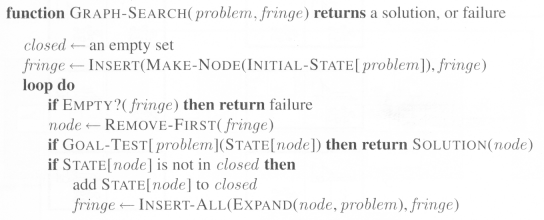 function GRAPH-SEARCH( problem, fringe) returns a solution, or failure
closed ← an empty set
fringe ← INSERT(MAKE-NODE(INITIAL-STATE[ problem]), fringe)
loop do
if EMPTY?( fringe) then return failure
node ← REMOVE-FIRST( fringe)
if GOAL-TEST[ problem](STATE[node]) then return SOLUTION(node)
if STATE[node] is not in closed then
add STATE[node] to closed
fringe ← INSERT-ALL(EXPAND(node, problem), fringe)